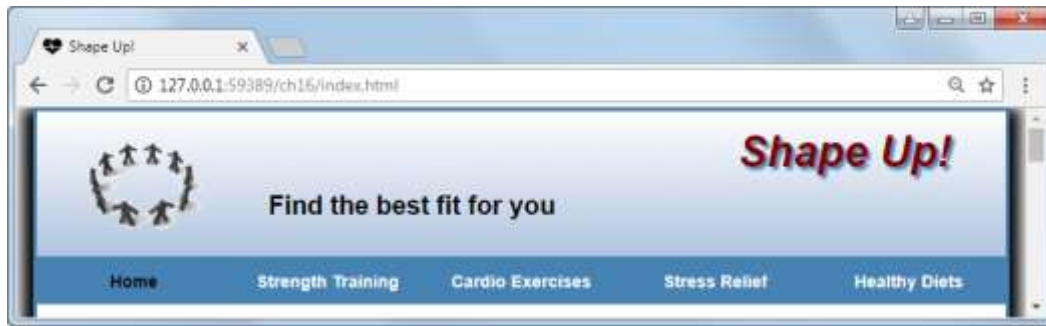 Shape Up!
127.0.0.1:59389/ch16/index.html
Shape Up!
Find the best fit for you
Home Strength Training Cardio Exercises Stress Relief Healthy Diets